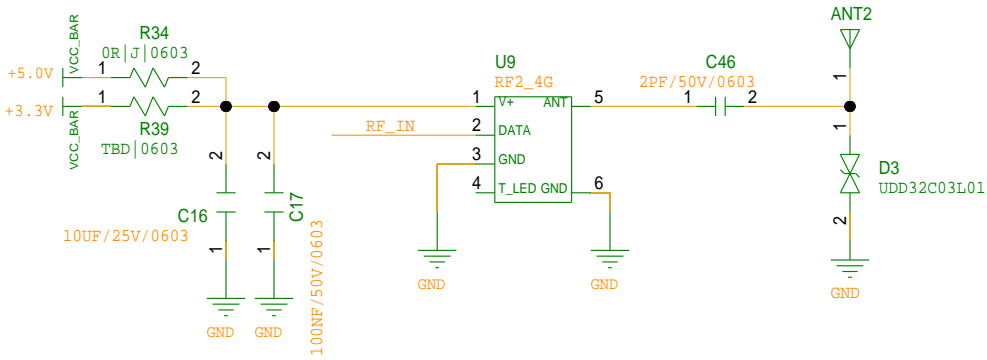 ANT2
VCC_BAR
R34
0R|J|0603
+5.0V
1
2
+3.3V
1
2
VCC_BAR
R39
TBD|0603
U9
RF2_4G
1
V+
ANT
5
RF_IN
2
DATA
3
GND
4
T_LED
GND
6
C46
2PF/50V/0603
1
2
1
1
D3
UDD32C03L01
2
GND
2
C16
10UF/25V/0603
1
GND
2
C17
100NF/50V/0603
1
GND
GND
GND